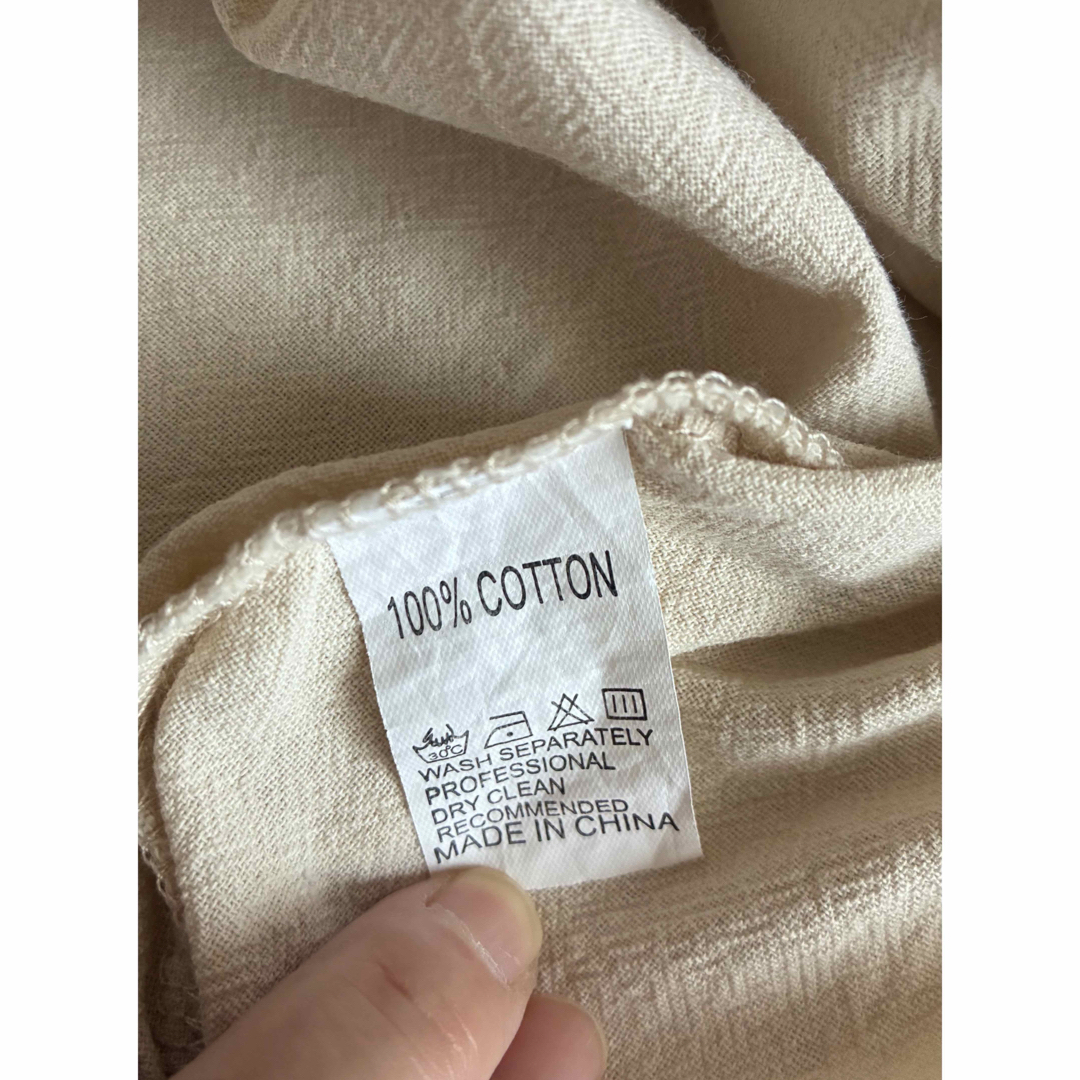 100% COTTON
30°C
WASH SEPARATELY
PROFESSIONAL
DRY CLEAN
RECOMMENDED
MADE IN CHINA